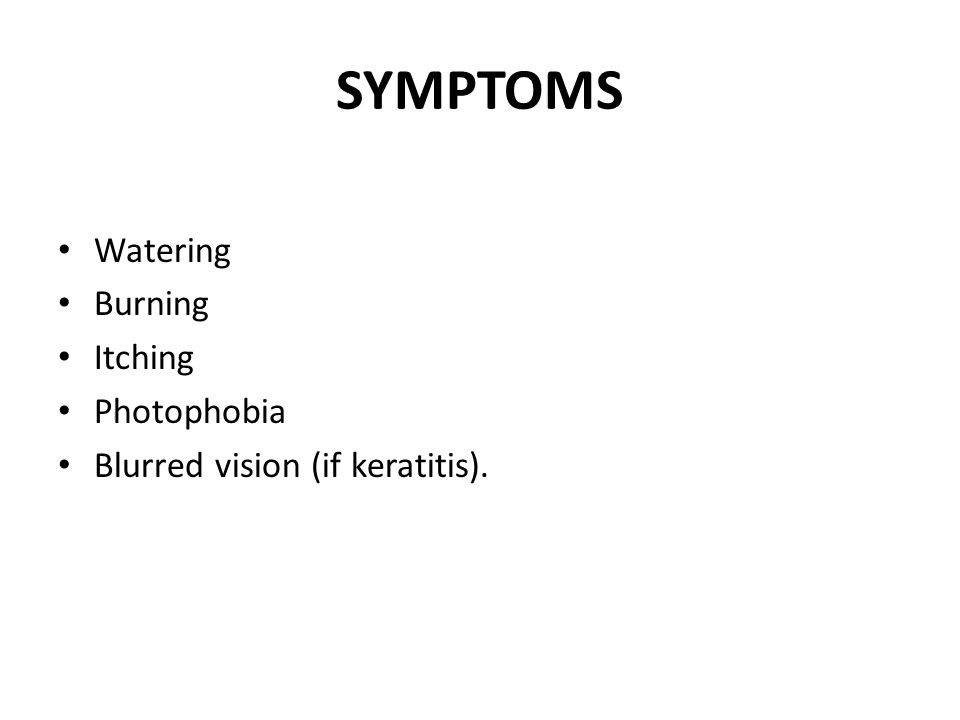 SYMPTOMS
• Watering
• Burning
• Itching
• Photophobia
• Blurred vision (if keratitis).